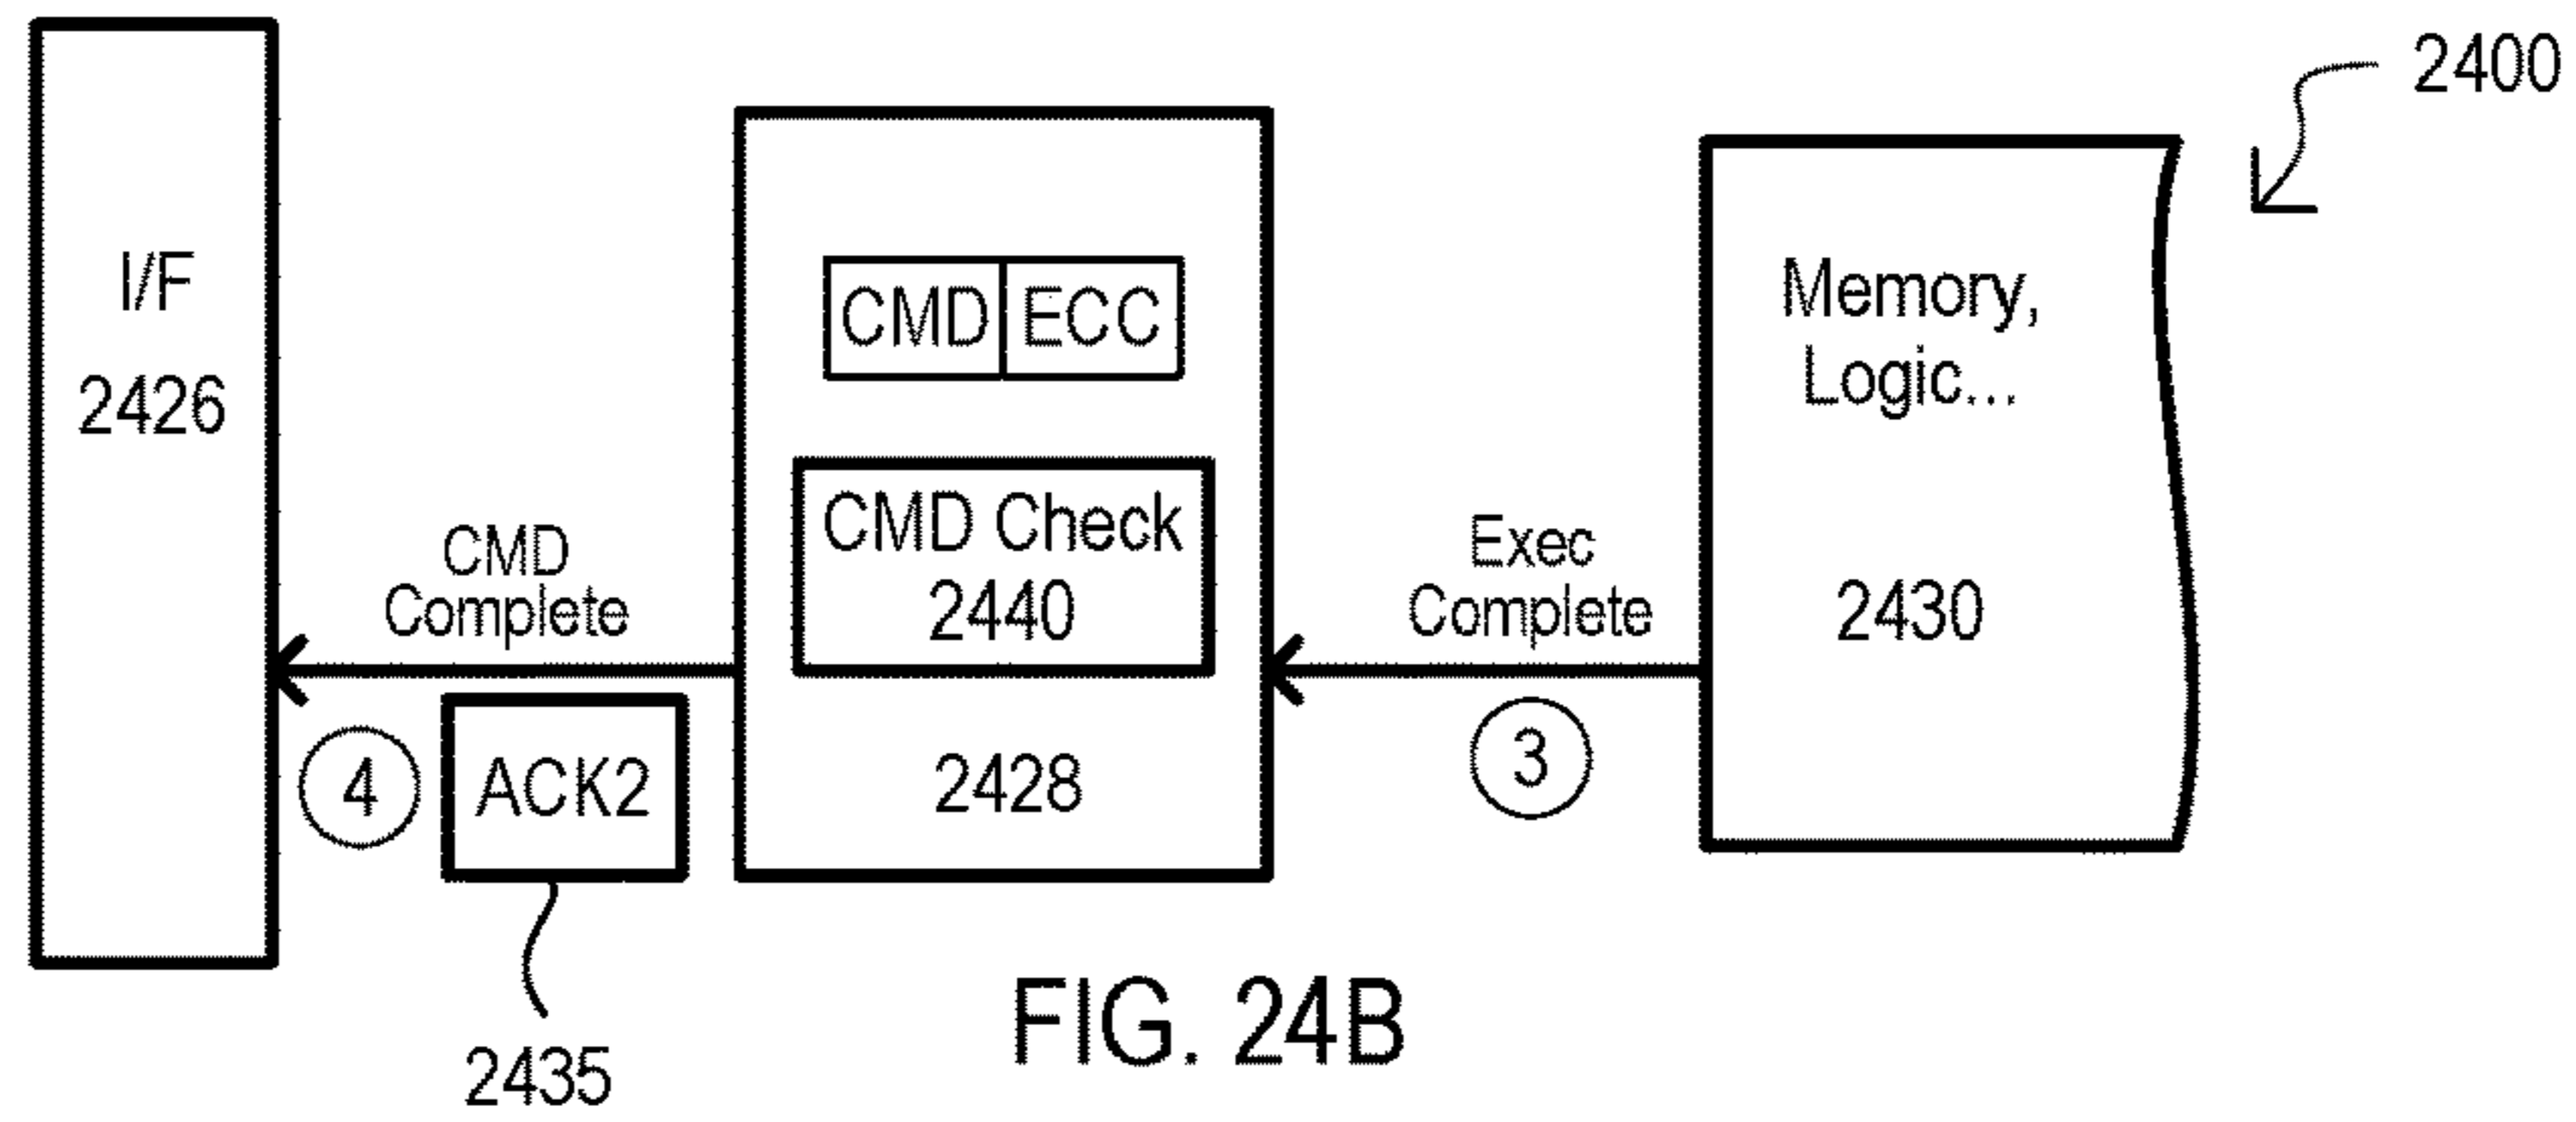 2400
I/F
2426
CMD ECC
CMD Check
2440
2428
Memory,
Logic...
2430
CMD
Complete
Exec
Complete
4
ACK2
3
2435
FIG. 24B